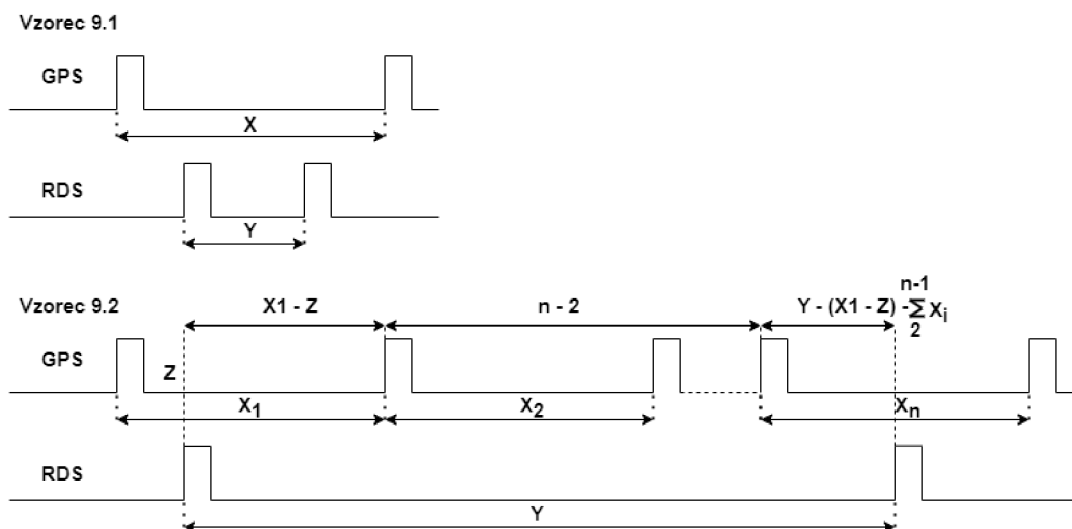 Vzorec 9.1
GPS
X
RDS
Y
Vzorec 9.2
X1 - Z
n - 2
Y - (X1 - Z) - n-1 Σ 2 Xi
GPS
Z
X1
X2
Xn
RDS
Y